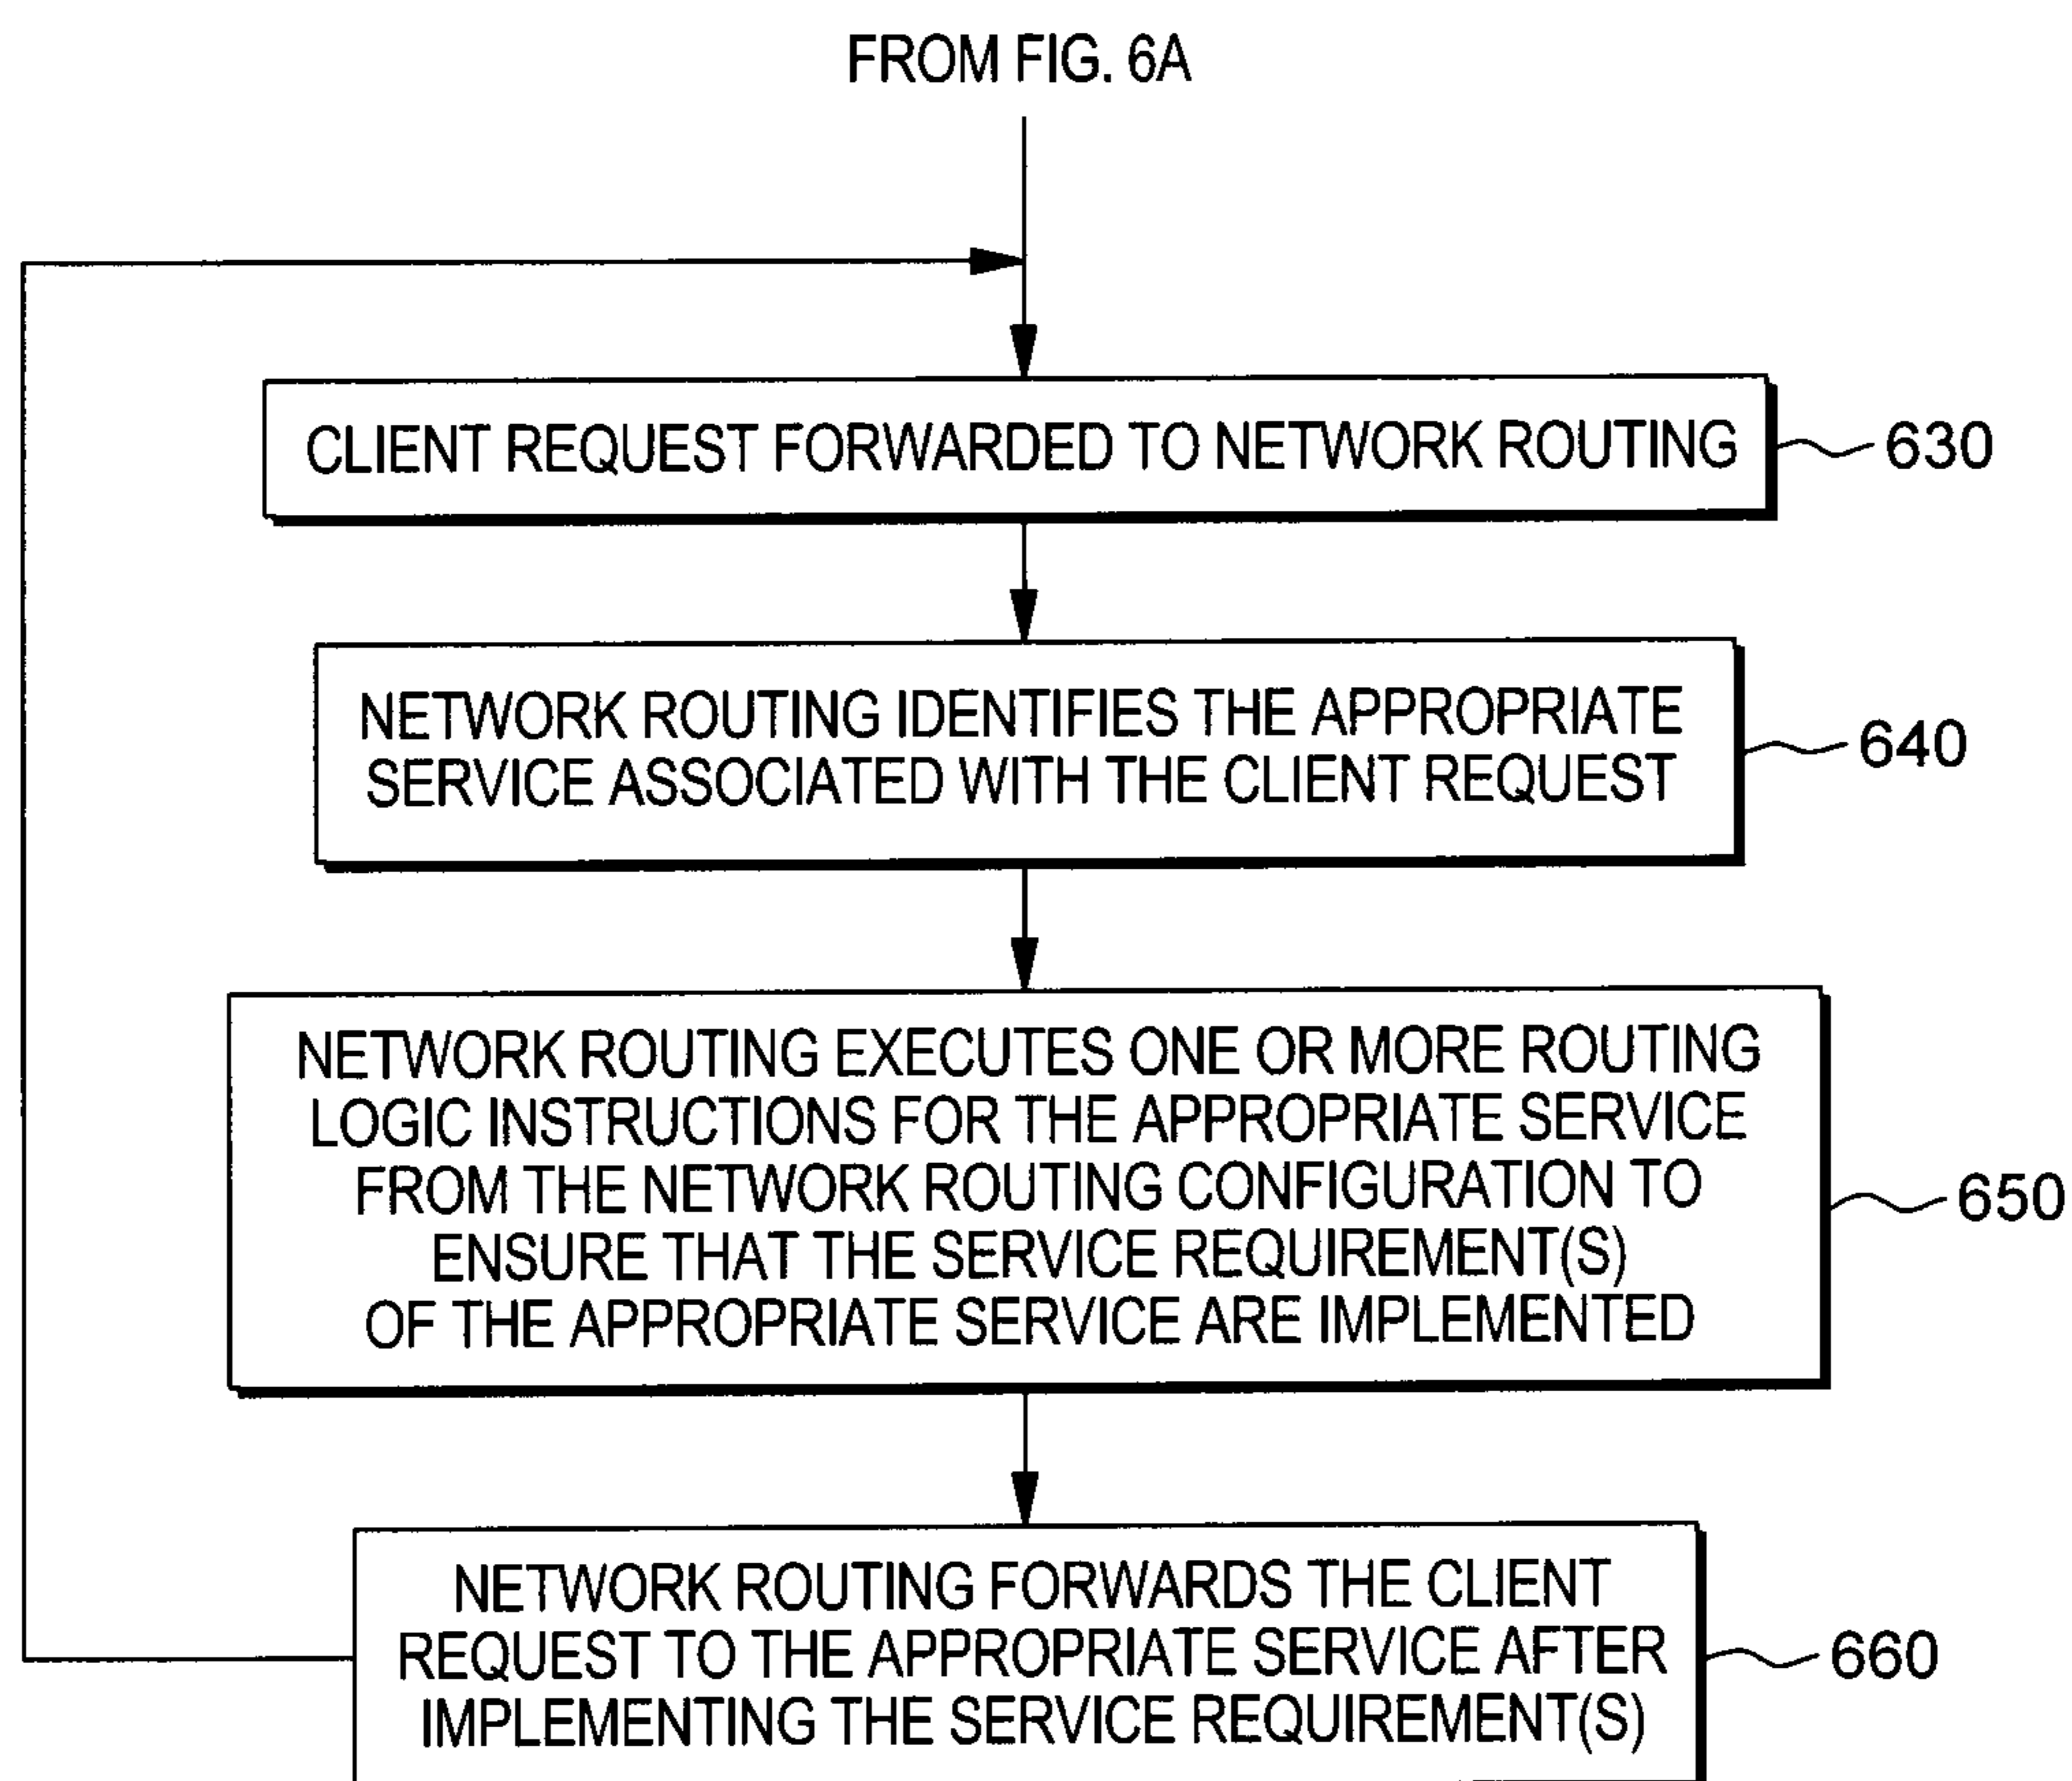 FROM FIG. 6A
CLIENT REQUEST FORWARDED TO NETWORK ROUTING
630
NETWORK ROUTING IDENTIFIES THE APPROPRIATE
SERVICE ASSOCIATED WITH THE CLIENT REQUEST
640
NETWORK ROUTING EXECUTES ONE OR MORE ROUTING
LOGIC INSTRUCTIONS FOR THE APPROPRIATE SERVICE
FROM THE NETWORK ROUTING CONFIGURATION TO
ENSURE THAT THE SERVICE REQUIREMENT(S)
OF THE APPROPRIATE SERVICE ARE IMPLEMENTED
650
NETWORK ROUTING FORWARDS THE CLIENT
REQUEST TO THE APPROPRIATE SERVICE AFTER
IMPLEMENTING THE SERVICE REQUIREMENT(S)
660